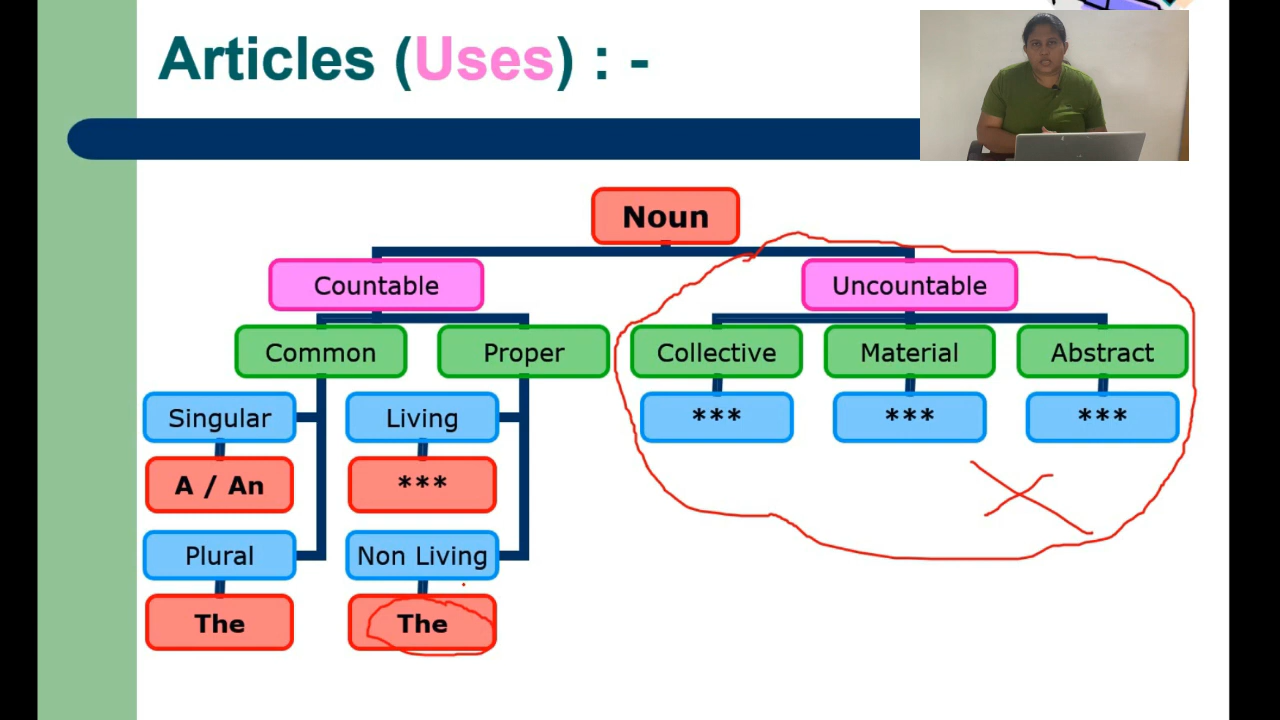 Articles (Uses) : -
Noun
Countable
Uncountable
Common
Proper
Collective
Material
Abstract
Singular
Living
***
***
***
A / An
***
Plural
Non Living
The
The